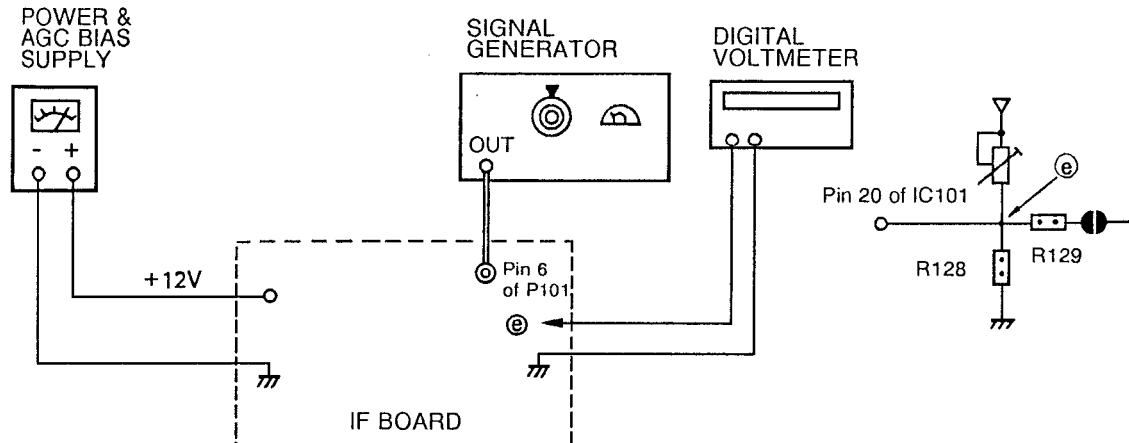 POWER &
AGC BIAS
SUPPLY
- +
SIGNAL
GENERATOR
OUT
DIGITAL
VOLTMETER
Pin 20 of IC101
e
R128
R129
+12V
Pin 6
of P101
e
IF BOARD